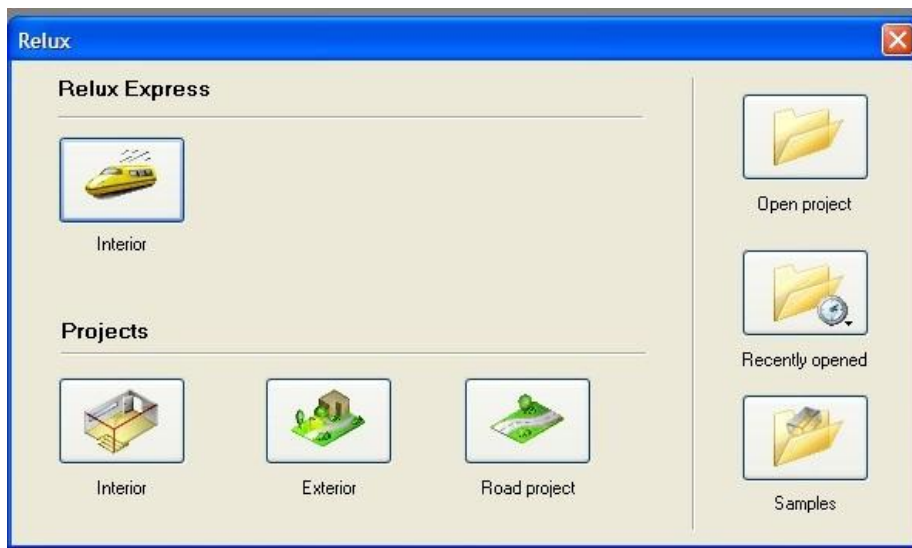 Relux
Relux Express
Interior
Projects
Interior
Exterior
Road project
Open project
Recently opened
Samples